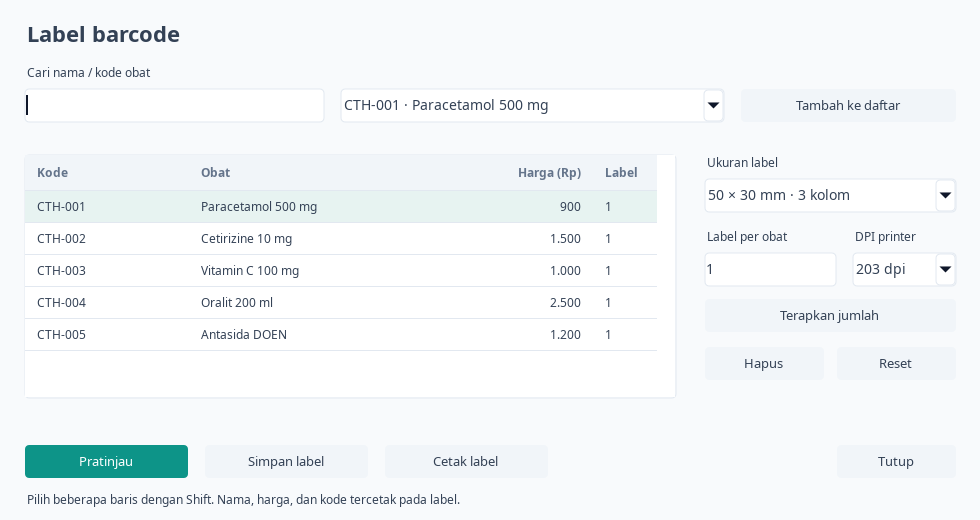 Label barcode
Cari nama / kode obat
CTH-001 · Paracetamol 500 mg
Tambah ke daftar
Kode Obat Harga (Rp) Label
CTH-001 Paracetamol 500 mg 900 1
CTH-002 Cetirizine 10 mg 1.500 1
CTH-003 Vitamin C 100 mg 1.000 1
CTH-004 Oralit 200 ml 2.500 1
CTH-005 Antasida DOEN 1.200 1
Ukuran label
50 × 30 mm · 3 kolom
Label per obat DPI printer
1 203 dpi
Terapkan jumlah
Hapus Reset
Pratinjau Simpan label Cetak label Tutup
Pilih beberapa baris dengan Shift. Nama, harga, dan kode tercetak pada label.